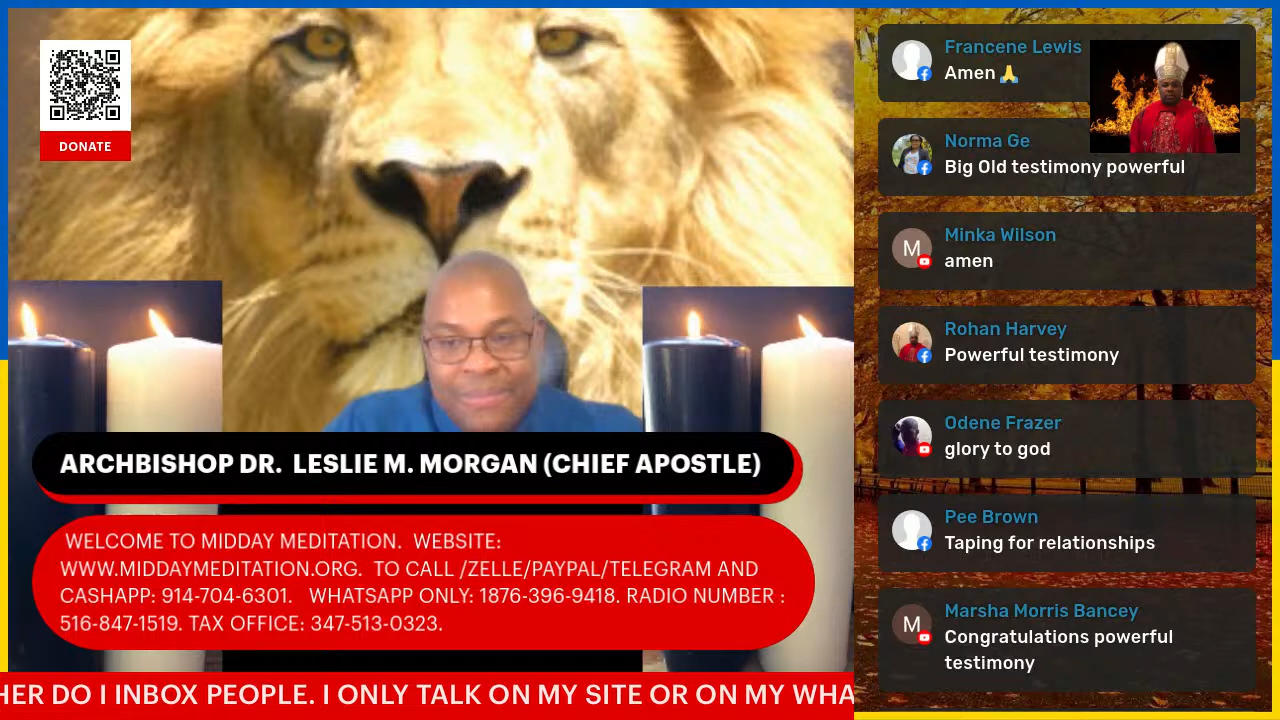 DONATE
ARCHBISHOP DR. LESLIE M. MORGAN (CHIEF APOSTLE)
WELCOME TO MIDDAY MEDITATION. WEBSITE:
WWW.MIDDAYMEDITATION.ORG. TO CALL /ZELLE/PAYPAL/TELEGRAM AND
CASHAPP: 914-704-6301. WHATSAPP ONLY: 1876-396-9418. RADIO NUMBER :
516-847-1519. TAX OFFICE: 347-513-0323.
HER DO I INBOX PEOPLE. I ONLY TALK ON MY SITE OR ON MY WHA
Francene Lewis
Amen 🙏
Norma Ge
Big Old testimony powerful
M
Minka Wilson
amen
Rohan Harvey
Powerful testimony
Odene Frazer
glory to god
Pee Brown
Taping for relationships
M
Marsha Morris Bancey
Congratulations powerful
testimony